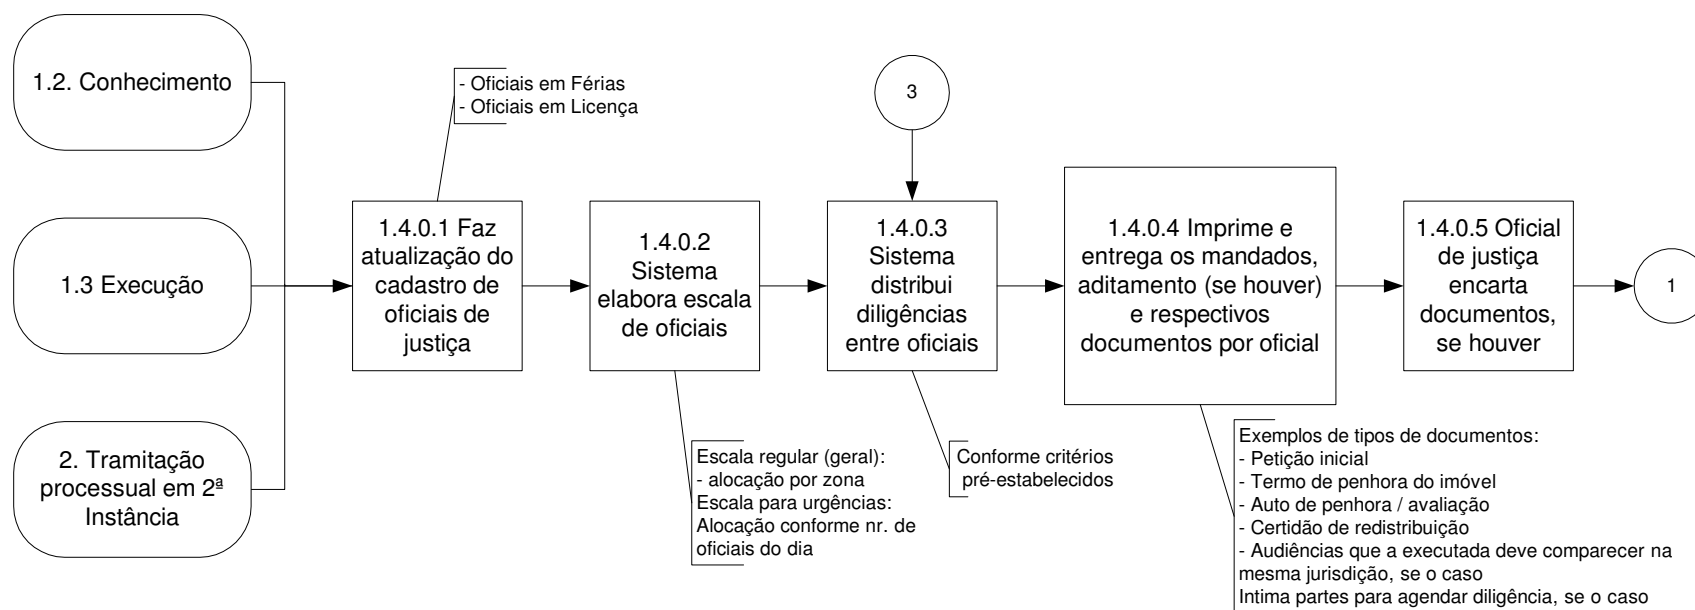 1.2. Conhecimento
1.3 Execução
2. Tramitação
processual em 2ª
Instância
- Oficiais em Férias
- Oficiais em Licença
1.4.0.1 Faz
atualização do
cadastro de
oficiais de
justiça
1.4.0.2
Sistema
elabora escala
de oficiais
Escala regular (geral):
- alocação por zona
Escala para urgências:
Alocação conforme nr. de
oficiais do dia
3
1.4.0.3
Sistema
distribui
diligências
entre oficiais
Conforme critérios
pré-estabelecidos
1.4.0.4 Imprime e
entrega os mandados,
aditamento (se houver)
e respectivos
documentos por oficial
Exemplos de tipos de documentos:
- Petição inicial
- Termo de penhora do imóvel
- Auto de penhora / avaliação
- Certidão de redistribuição
- Audiências que a executada deve comparecer na
mesma jurisdição, se o caso
Intima partes para agendar diligência, se o caso
1.4.0.5 Oficial
de justiça
encarta
documentos,
se houver
1